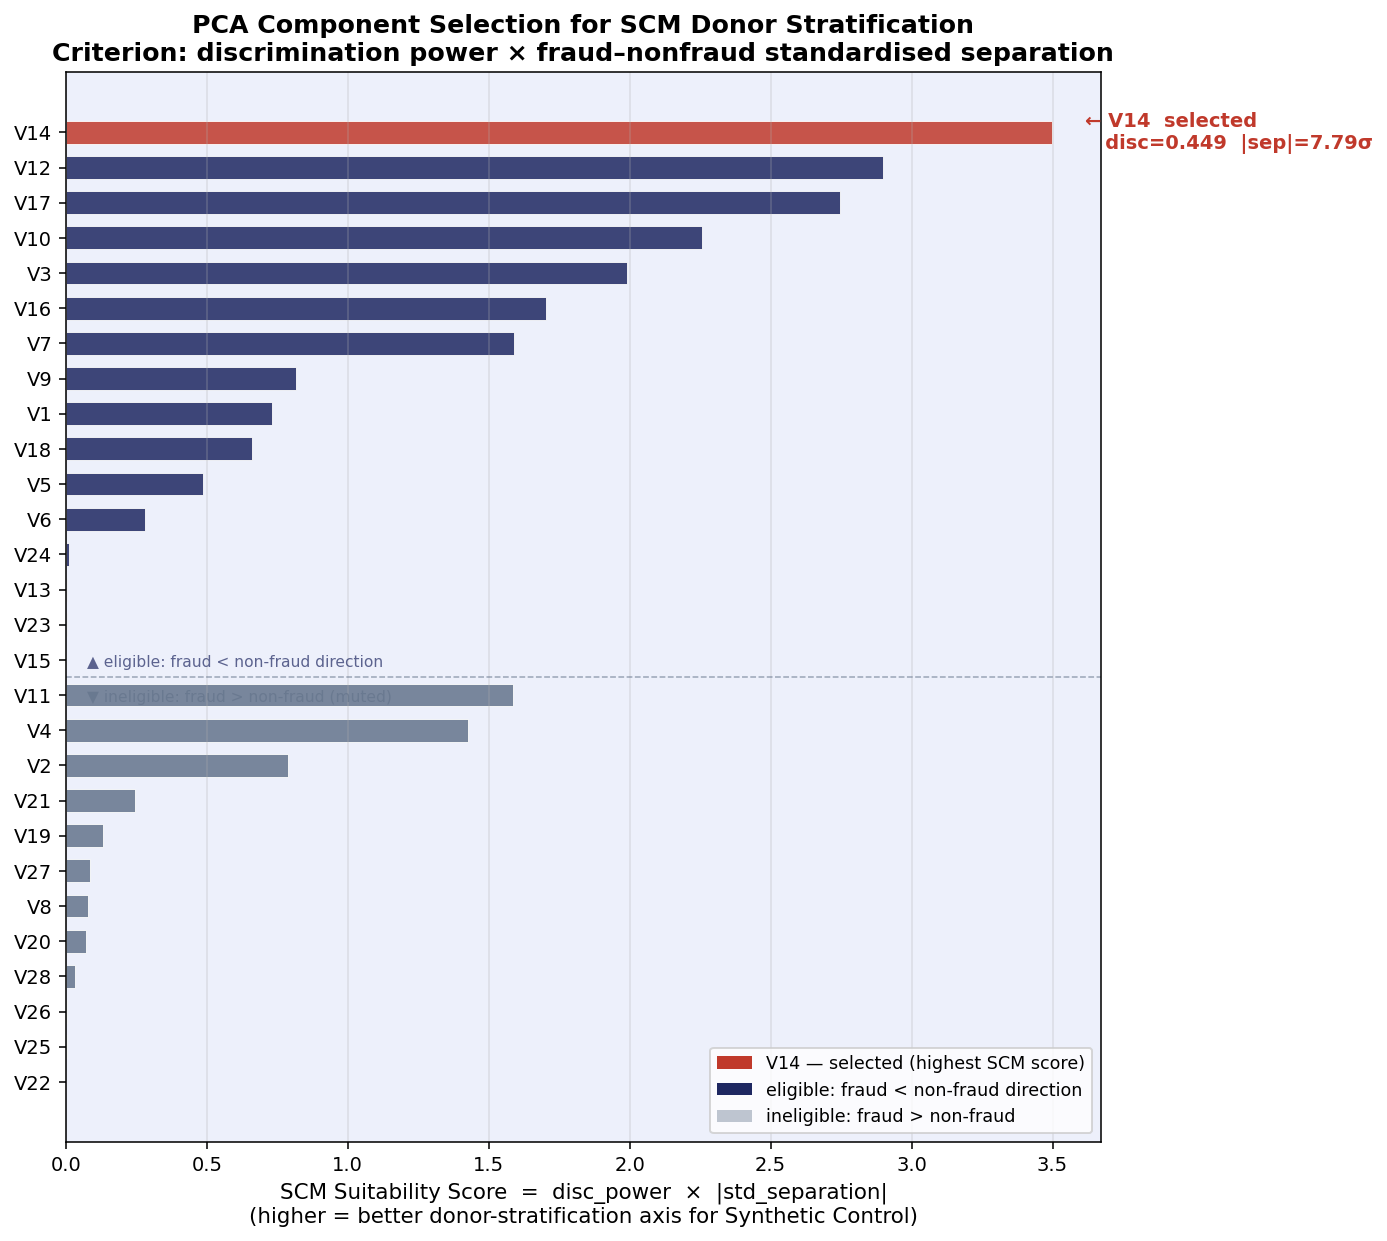 PCA Component Selection for SCM Donor Stratification
Criterion: discrimination power × fraud–nonfraud standardised separation
V14
← V14  selected
disc=0.449  |sep|=7.79σ
V12
V17
V10
V3
V16
V7
V9
V1
V18
V5
V6
V24
V13
V23
V15
▲ eligible: fraud < non-fraud direction
V11
▼ ineligible: fraud > non-fraud (muted)
V4
V2
V21
V19
V27
V8
V20
V28
V26
V25
V22
V14 — selected (highest SCM score)
eligible: fraud < non-fraud direction
ineligible: fraud > non-fraud
0.0 0.5 1.0 1.5 2.0 2.5 3.0 3.5
SCM Suitability Score  =  disc_power  ×  |std_separation|
(higher = better donor-stratification axis for Synthetic Control)